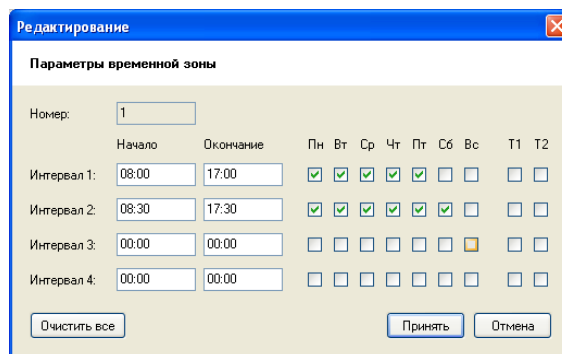 Редактирование
Параметры временной зоны
Номер: 1
Начало Окончание Пн Вт Ср Чт Пт Сб Вс Т1 Т2
Интервал 1: 08:00 17:00
Интервал 2: 08:30 17:30
Интервал 3: 00:00 00:00
Интервал 4: 00:00 00:00
Очистить все Принять Отмена